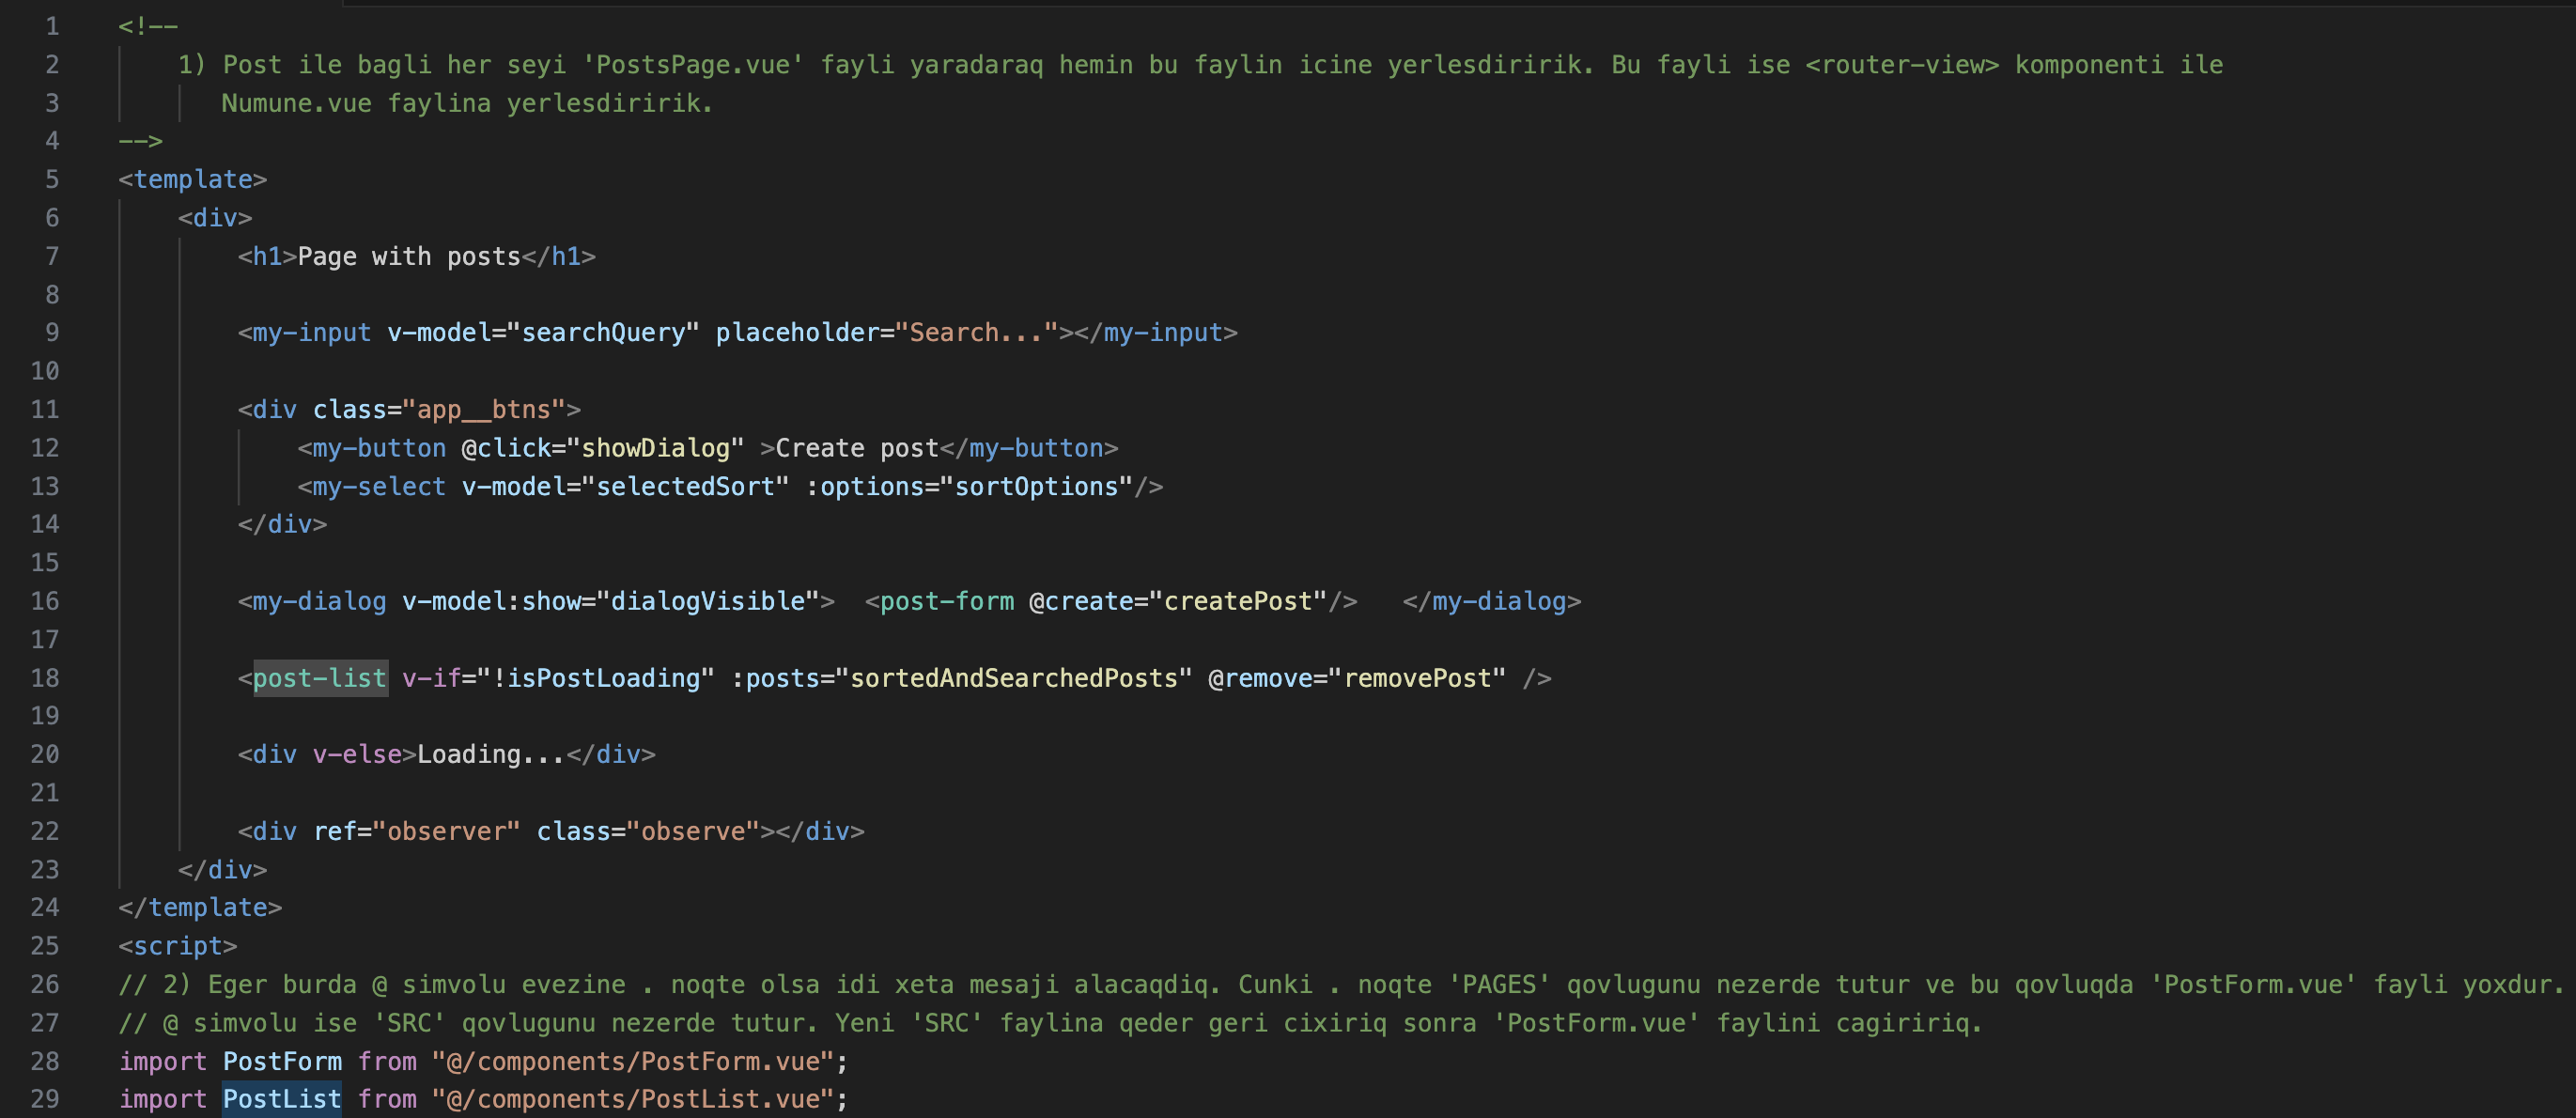 1 <!--
2 1) Post ile bagli her seyi 'PostsPage.vue' fayli yaradaraq hemin bu faylin icine yerlesdiririk. Bu fayli ise <router-view> komponenti ile
3 Numune.vue faylina yerlesdiririk.
4 -->
5 <template>
6 <div>
7 <h1>Page with posts</h1>
8
9 <my-input v-model="searchQuery" placeholder="Search..."></my-input>
10
11 <div class="app__btns">
12 <my-button @click="showDialog" >Create post</my-button>
13 <my-select v-model="selectedSort" :options="sortOptions"/>
14 </div>
15
16 <my-dialog v-model:show="dialogVisible">  <post-form @create="createPost"/>   </my-dialog>
17
18 <post-list v-if="!isPostLoading" :posts="sortedAndSearchedPosts" @remove="removePost" />
19
20 <div v-else>Loading...</div>
21
22 <div ref="observer" class="observe"></div>
23 </div>
24 </template>
25 <script>
26 // 2) Eger burda @ simvolu evezine . noqte olsa idi xeta mesaji alacaqdiq. Cunki . noqte 'PAGES' qovlugunu nezerde tutur ve bu qovluqda 'PostForm.vue' fayli yoxdur.
27 // @ simvolu ise 'SRC' qovlugunu nezerde tutur. Yeni 'SRC' faylina qeder geri cixiriq sonra 'PostForm.vue' faylini cagiririq.
28 import PostForm from "@/components/PostForm.vue";
29 import PostList from "@/components/PostList.vue";